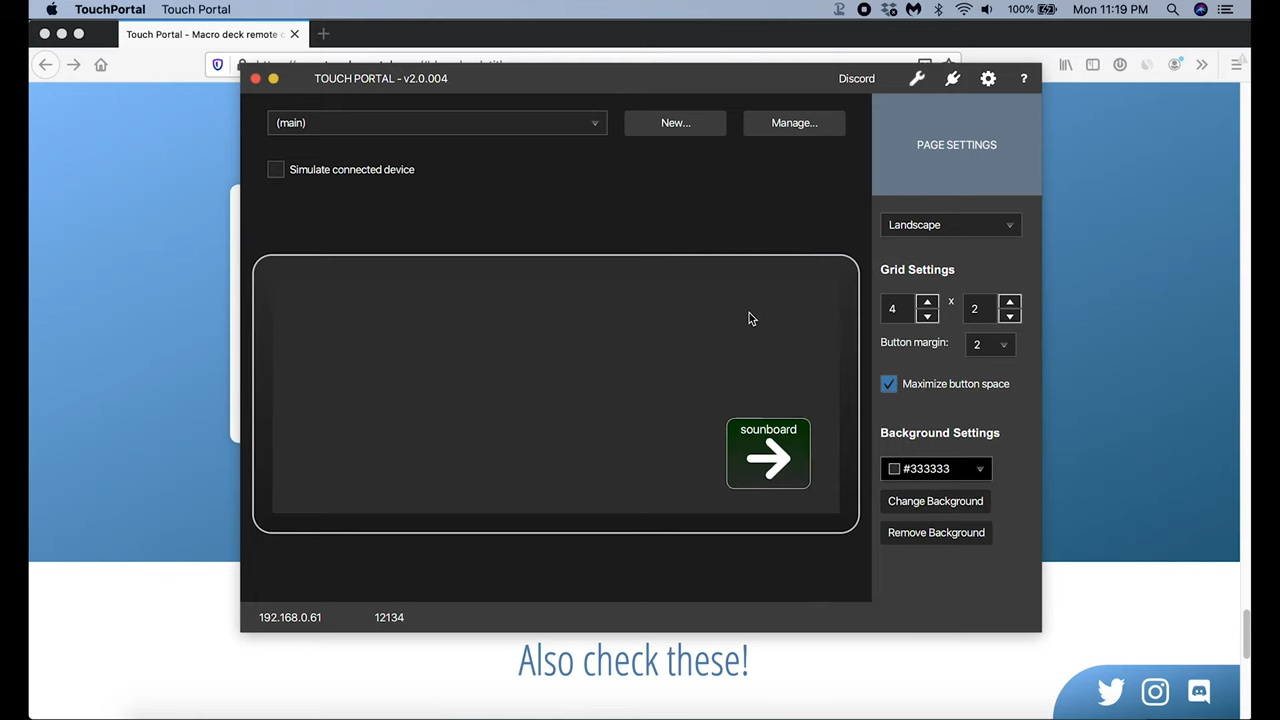 TouchPortal Touch Portal
100% Mon 11:19 PM
Touch Portal - Macro deck remote
TOUCH PORTAL - v2.0.004 Discord ?
(main) New... Manage...
PAGE SETTINGS
Simulate connected device
Landscape
Grid Settings
4 x 2
Button margin: 2
Maximize button space
sounboard
Background Settings
#333333
Change Background
Remove Background
192.168.0.61 12134
Also check these!